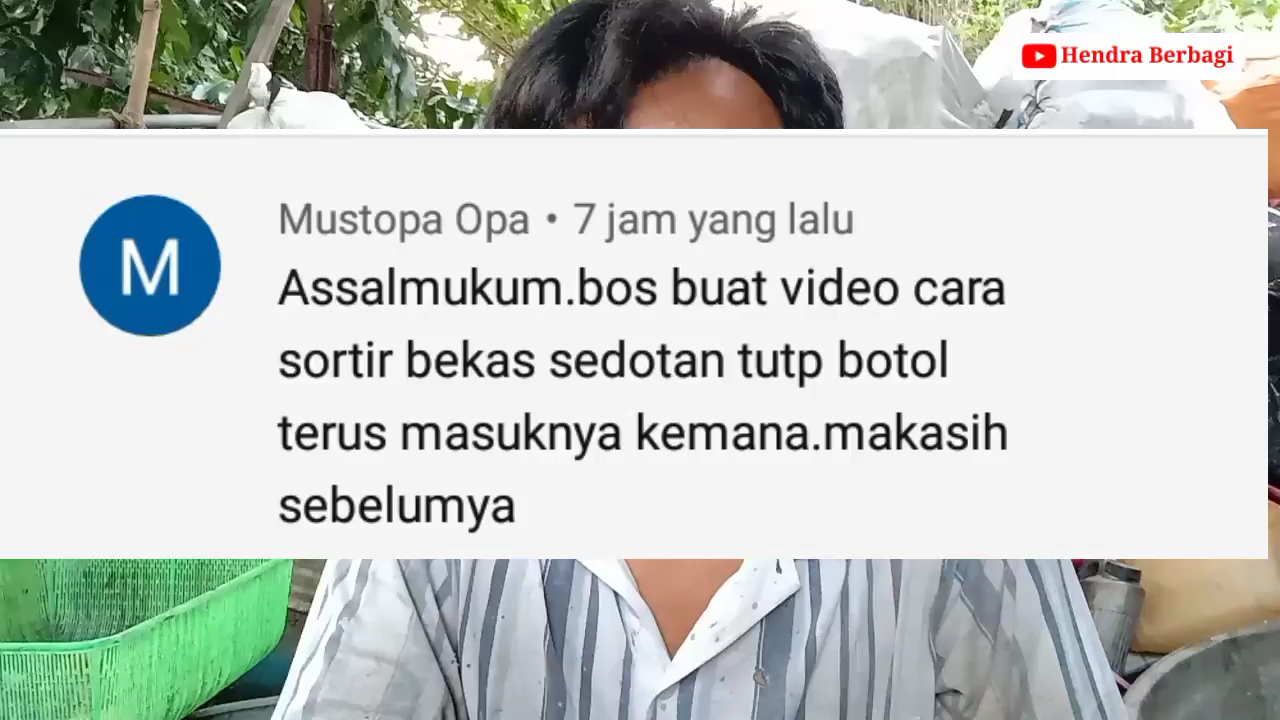 Hendra Berbagi
M
Mustopa Opa • 7 jam yang lalu
Assalmukum.bos buat video cara
sortir bekas sedotan tutp botol
terus masuknya kemana.makasih
sebelumya